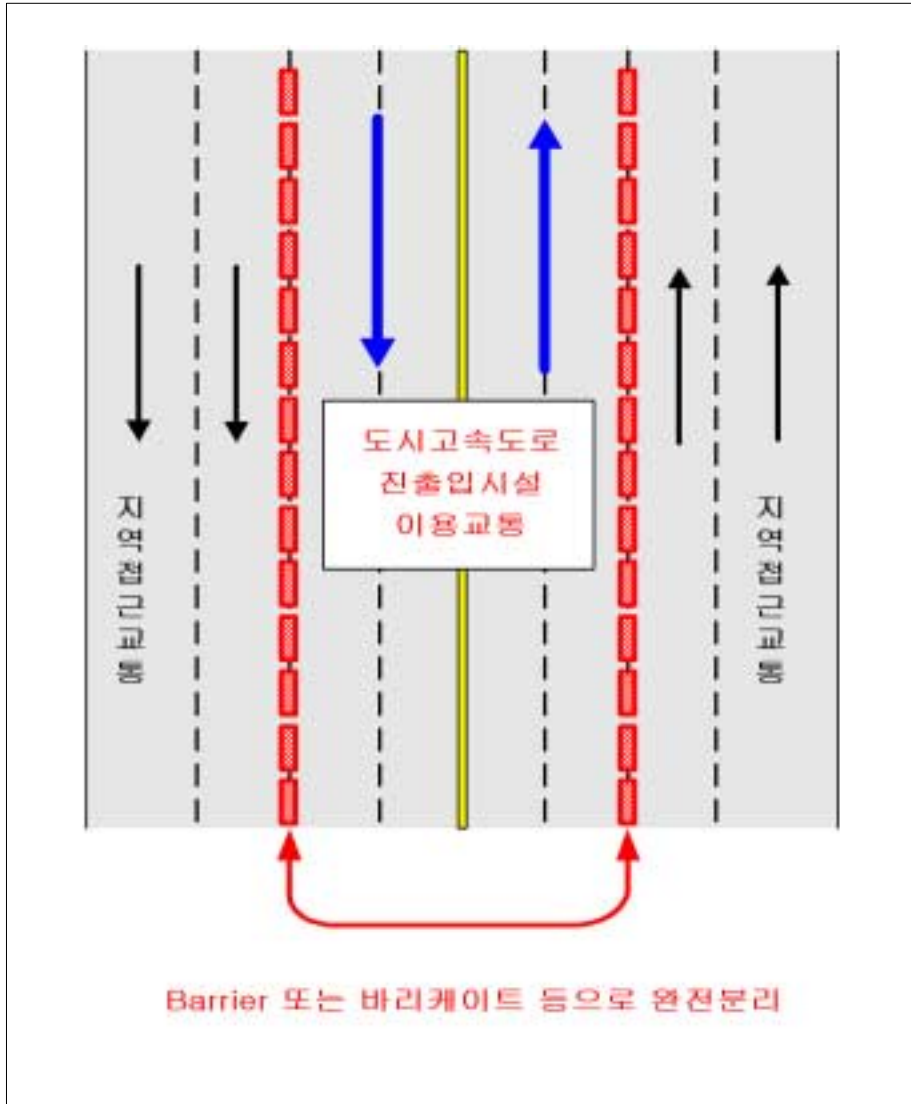 도시고속도로
진출입시설
이용교통
지역접근교통
지역접근교통
Barrier 또는 바리케이트 등으로 완전분리